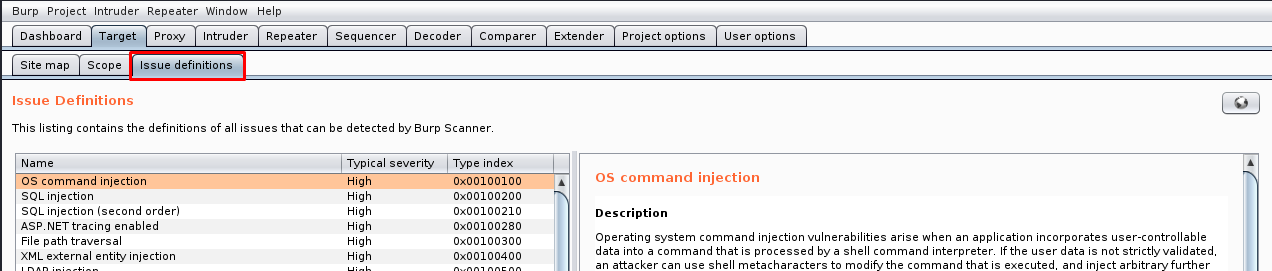 Burp Project Intruder Repeater Window Help
Dashboard Target Proxy Intruder Repeater Sequencer Decoder Comparer Extender Project options User options
Site map Scope Issue definitions
Issue Definitions
This listing contains the definitions of all issues that can be detected by Burp Scanner.
Name Typical severity Type index
OS command injection High 0x00100100
SQL injection High 0x00100200
SQL injection (second order) High 0x00100210
ASP.NET tracing enabled High 0x00100280
File path traversal High 0x00100300
XML external entity injection High 0x00100400
LDAP injection High 0x00100500
OS command injection
Description
Operating system command injection vulnerabilities arise when an application incorporates user-controllable
data into a command that is processed by a shell command interpreter. If the user data is not strictly validated,
an attacker can use shell metacharacters to modify the command that is executed, and inject arbitrary further